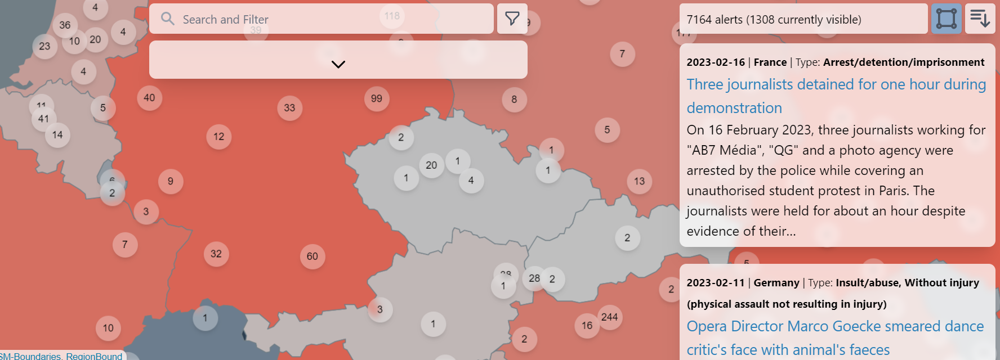 Search and Filter
7164 alerts (1308 currently visible)
2023-02-16 | France | Type: Arrest/detention/imprisonment
Three journalists detained for one hour during
demonstration
On 16 February 2023, three journalists working for
"AB7 Média", "QG" and a photo agency were
arrested by the police while covering an
unauthorised student protest in Paris. The
journalists were held for about an hour despite
evidence of their...
2023-02-11 | Germany | Type: Insult/abuse, Without injury
(physical assault not resulting in injury)
Opera Director Marco Goecke smeared dance
critic's face with animal's faeces
4
36
4
23
10
20
4
118
39
7
11
5
41
14
40
33
99
8
12
5
2
1
20
1
1
4
1
9
13
2
3
7
32
60
2
28
2
1
2
3
1
1
10
16
244
2
SM-Boundaries, RegionBound